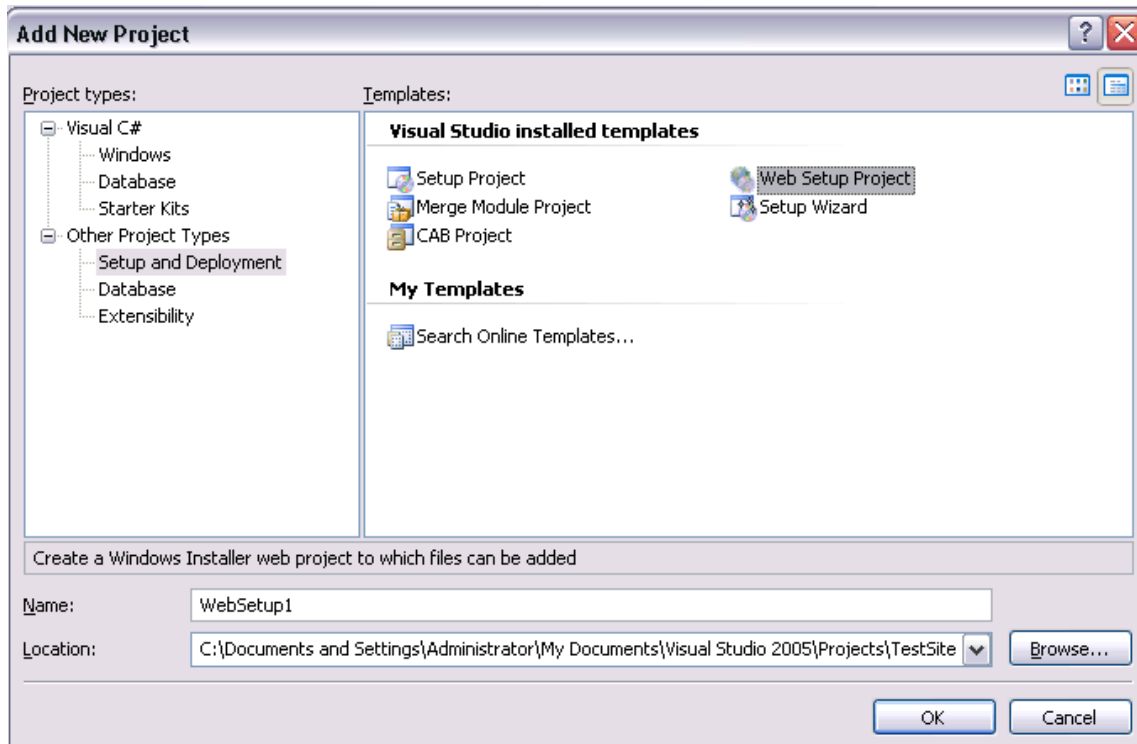 Add New Project
Project types:
Templates:
Visual C#
Windows
Database
Starter Kits
Other Project Types
Setup and Deployment
Database
Extensibility
Visual Studio installed templates
Setup Project
Web Setup Project
Merge Module Project
Setup Wizard
CAB Project
My Templates
Search Online Templates...
Create a Windows Installer web project to which files can be added
Name:
WebSetup1
Location:
C:\Documents and Settings\Administrator\My Documents\Visual Studio 2005\Projects\TestSite
Browse...
OK
Cancel